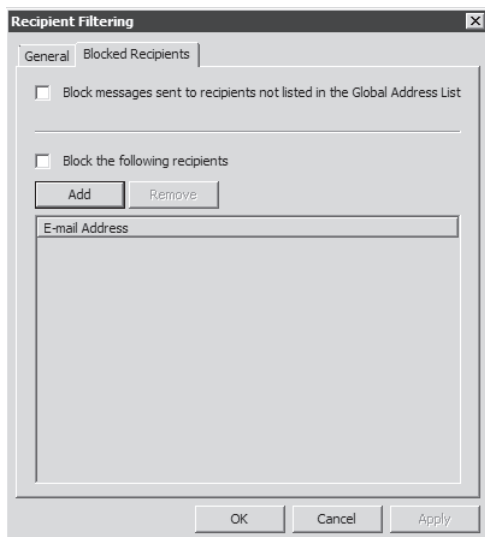 Recipient Filtering
General
Blocked Recipients
Block messages sent to recipients not listed in the Global Address List
Block the following recipients
Add
Remove
E-mail Address
OK
Cancel
Apply